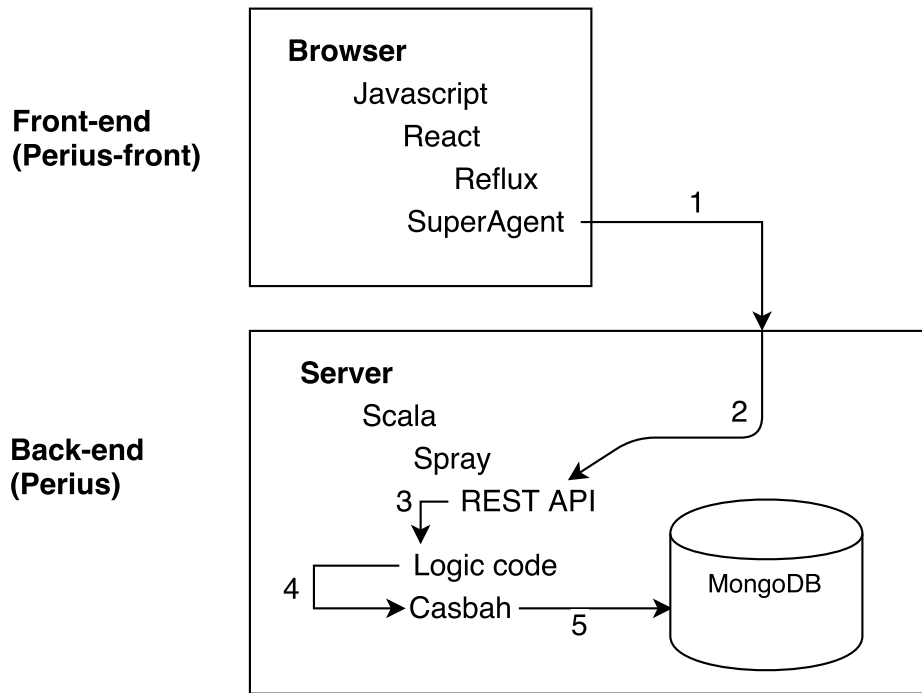 Browser
Javascript
Front-end
(Perius-front)
React
Reflux
SuperAgent
1
Server
Scala
2
Back-end
(Perius)
Spray
3
REST API
Logic code
4
Casbah
5
MongoDB